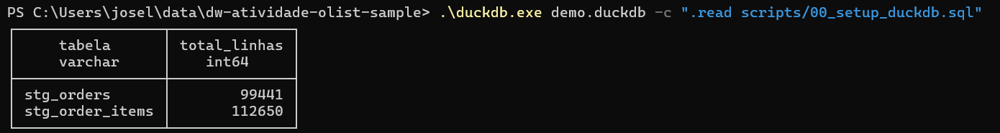 PS C:\Users\josel\data\dw-atividade-olist-sample> .\duckdb.exe demo.duckdb -c ".read scripts/00_setup_duckdb.sql"
tabela total_linhas
varchar int64
stg_orders 99441
stg_order_items 112650